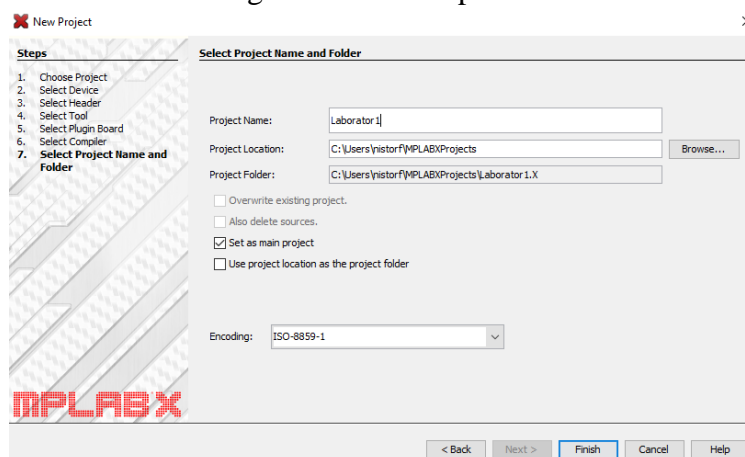 New Project
Steps
1. Choose Project
2. Select Device
3. Select Header
4. Select Tool
5. Select Plugin Board
6. Select Compiler
7. Select Project Name and
Folder
Select Project Name and Folder
Project Name: Laborator1
Project Location: C:\Users\nistorf\MPLABXProjects Browse...
Project Folder: C:\Users\nistorf\MPLABXProjects\Laborator1.X
Overwrite existing project.
Also delete sources.
Set as main project
Use project location as the project folder
Encoding: ISO-8859-1
MPLAB X
< Back Next > Finish Cancel Help